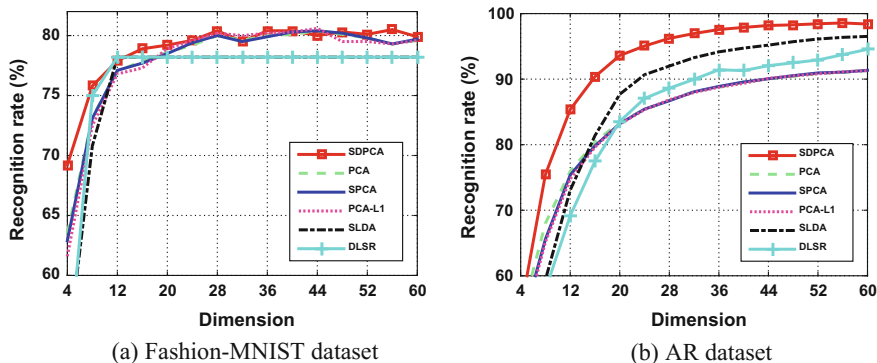 Recognition rate (%)
80
75
70
65
60
4 12 20 28 36 44 52 60
Dimension
SDPCA
PCA
SPCA
PCA-L1
SLDA
DLSR
(a) Fashion-MNIST dataset
Recognition rate (%)
100
90
80
70
60
4 12 20 28 36 44 52 60
Dimension
SDPCA
PCA
SPCA
PCA-L1
SLDA
DLSR
(b) AR dataset